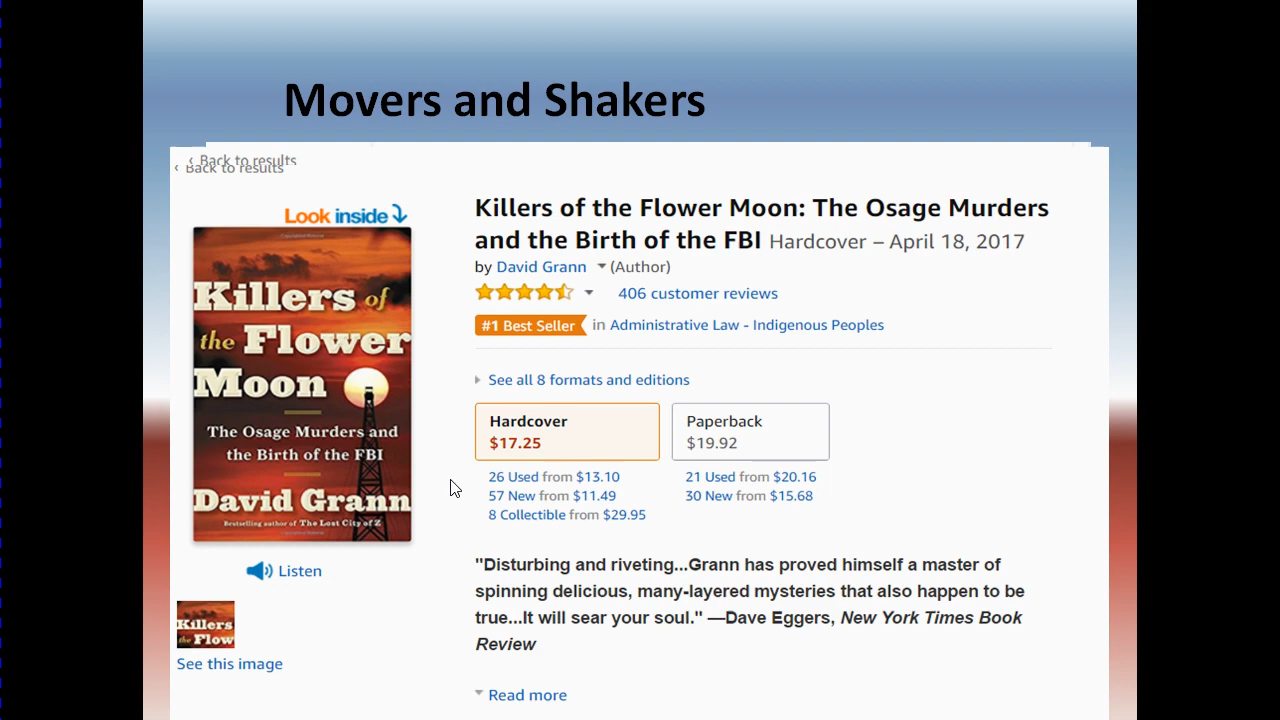 Movers and Shakers
‹ Back to results
‹ Back to results
Look inside
Killers of
the Flower
Moon
The Osage Murders and
the Birth of the FBI
David Grann
Bestselling author of The Lost City of Z
Listen
Killers
the Flow
See this image
Killers of the Flower Moon: The Osage Murders
and the Birth of the FBI Hardcover – April 18, 2017
by David Grann (Author)
406 customer reviews
#1 Best Seller in Administrative Law - Indigenous Peoples
See all 8 formats and editions
Hardcover
$17.25
Paperback
$19.92
26 Used from $13.10
57 New from $11.49
8 Collectible from $29.95
21 Used from $20.16
30 New from $15.68
"Disturbing and riveting...Grann has proved himself a master of
spinning delicious, many-layered mysteries that also happen to be
true...It will sear your soul." —Dave Eggers, New York Times Book
Review
Read more